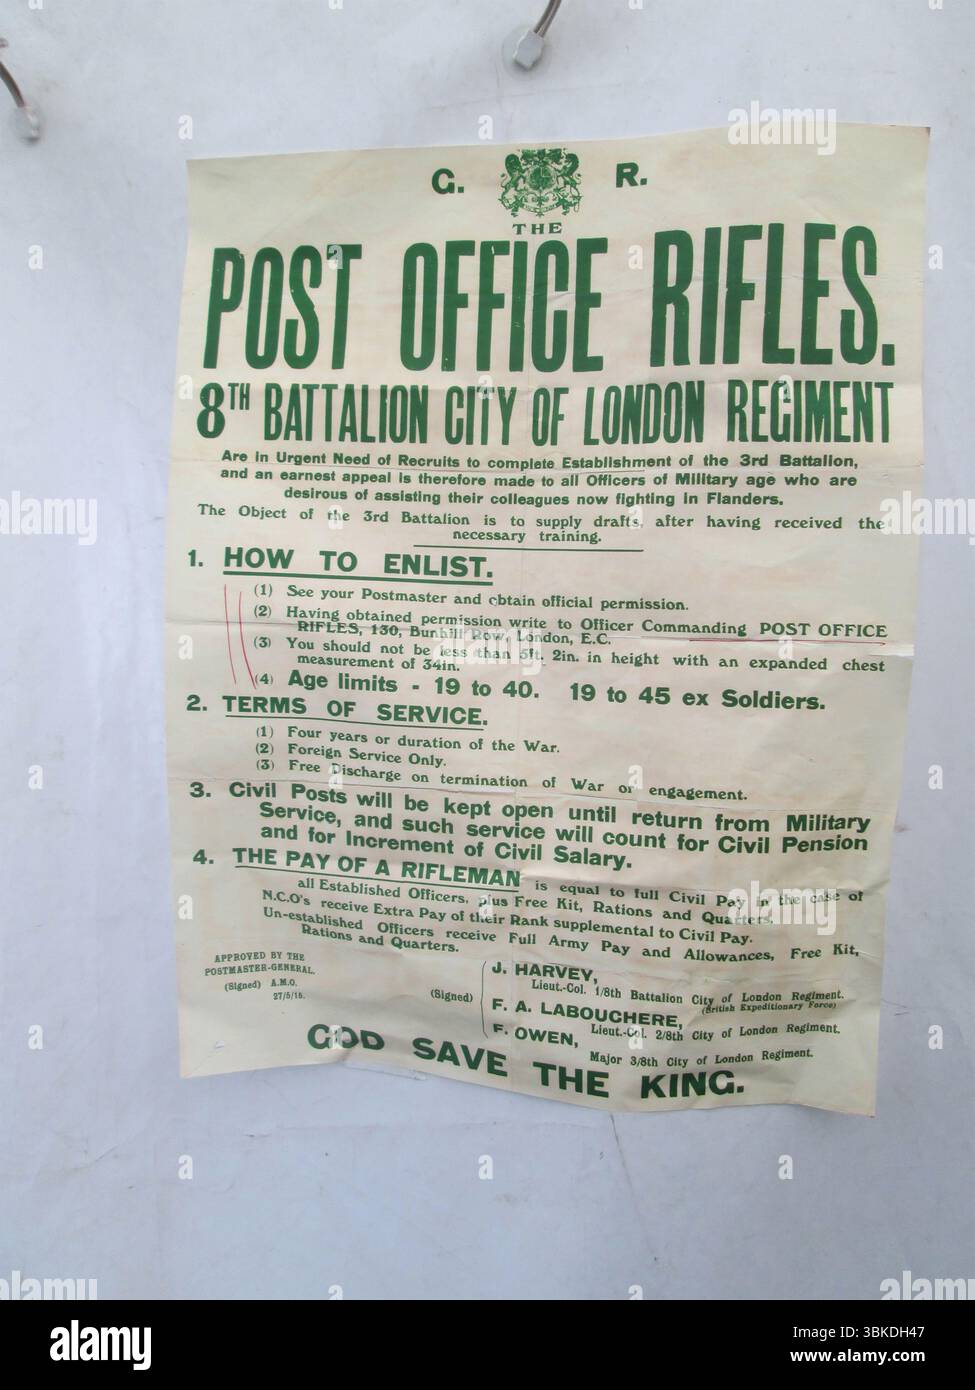 G. R.
THE
POST OFFICE RIFLES.
8TH BATTALION CITY OF LONDON REGIMENT
Are in Urgent Need of Recruits to complete Establishment of the 3rd Battalion,
and an earnest appeal is therefore made to all Officers of Military age who are
desirous of assisting their colleagues now fighting in Flanders.
The Object of the 3rd Battalion is to supply drafts, after having received the
necessary training.
1. HOW TO ENLIST.
(1) See your Postmaster and obtain official permission.
(2) Having obtained permission write to Officer Commanding POST OFFICE
RIFLES, 130, Bunhill Row, London, E.C.
(3) You should not be less than 5ft. 2in. in height with an expanded chest
measurement of 34in.
(4) Age limits - 19 to 40. 19 to 45 ex Soldiers.
2. TERMS OF SERVICE.
(1) Four years or duration of the War.
(2) Foreign Service Only.
(3) Free Discharge on termination of War or engagement.
3. Civil Posts will be kept open until return from Military
Service, and such service will count for Civil Pension
and for Increment of Civil Salary.
4. THE PAY OF A RIFLEMAN is equal to full Civil Pay in the case of
all Established Officers, plus Free Kit, Rations and Quarters.
N.C.O's receive Extra Pay of their Rank supplemental to Civil Pay.
Un-established Officers receive Full Army Pay and Allowances, Free Kit,
Rations and Quarters.
APPROVED BY THE
POSTMASTER-GENERAL.
(Signed) A.M.O.
27/5/15.
(Signed)
J. HARVEY,
Lieut.-Col. 1/8th Battalion City of London Regiment.
(British Expeditionary Force)
F. A. LABOUCHERE,
Lieut.-Col. 2/8th City of London Regiment.
F. OWEN,
Major 3/8th City of London Regiment.
GOD SAVE THE KING.
alamy
Image ID: 2BKDH47
www.alamy.com